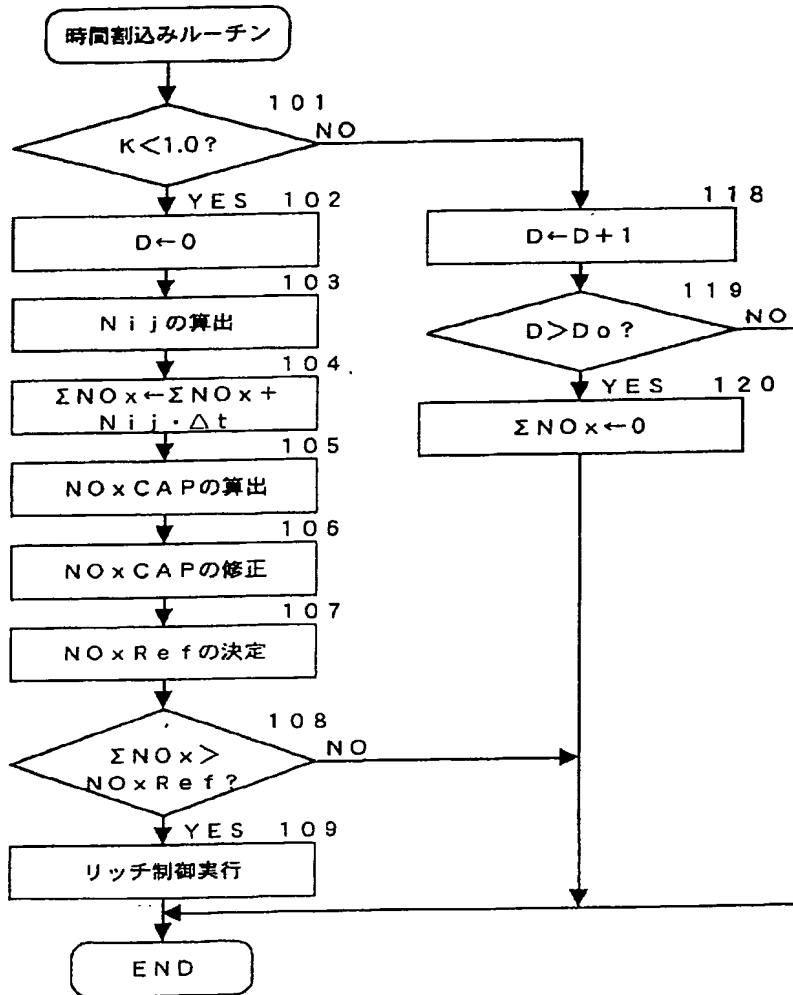 時間割込みルーチン
101
K<1.0?
NO
YES 102
D←0
103
Nijの算出
104
ΣNOx←ΣNOx+
Nij・Δt
105
NOxCAPの算出
106
NOxCAPの修正
107
NOxRefの決定
108
ΣNOx>
NOxRef?
NO
YES 109
リッチ制御実行
END
118
D←D+1
119
D>Do?
NO
YES 120
ΣNOx←0